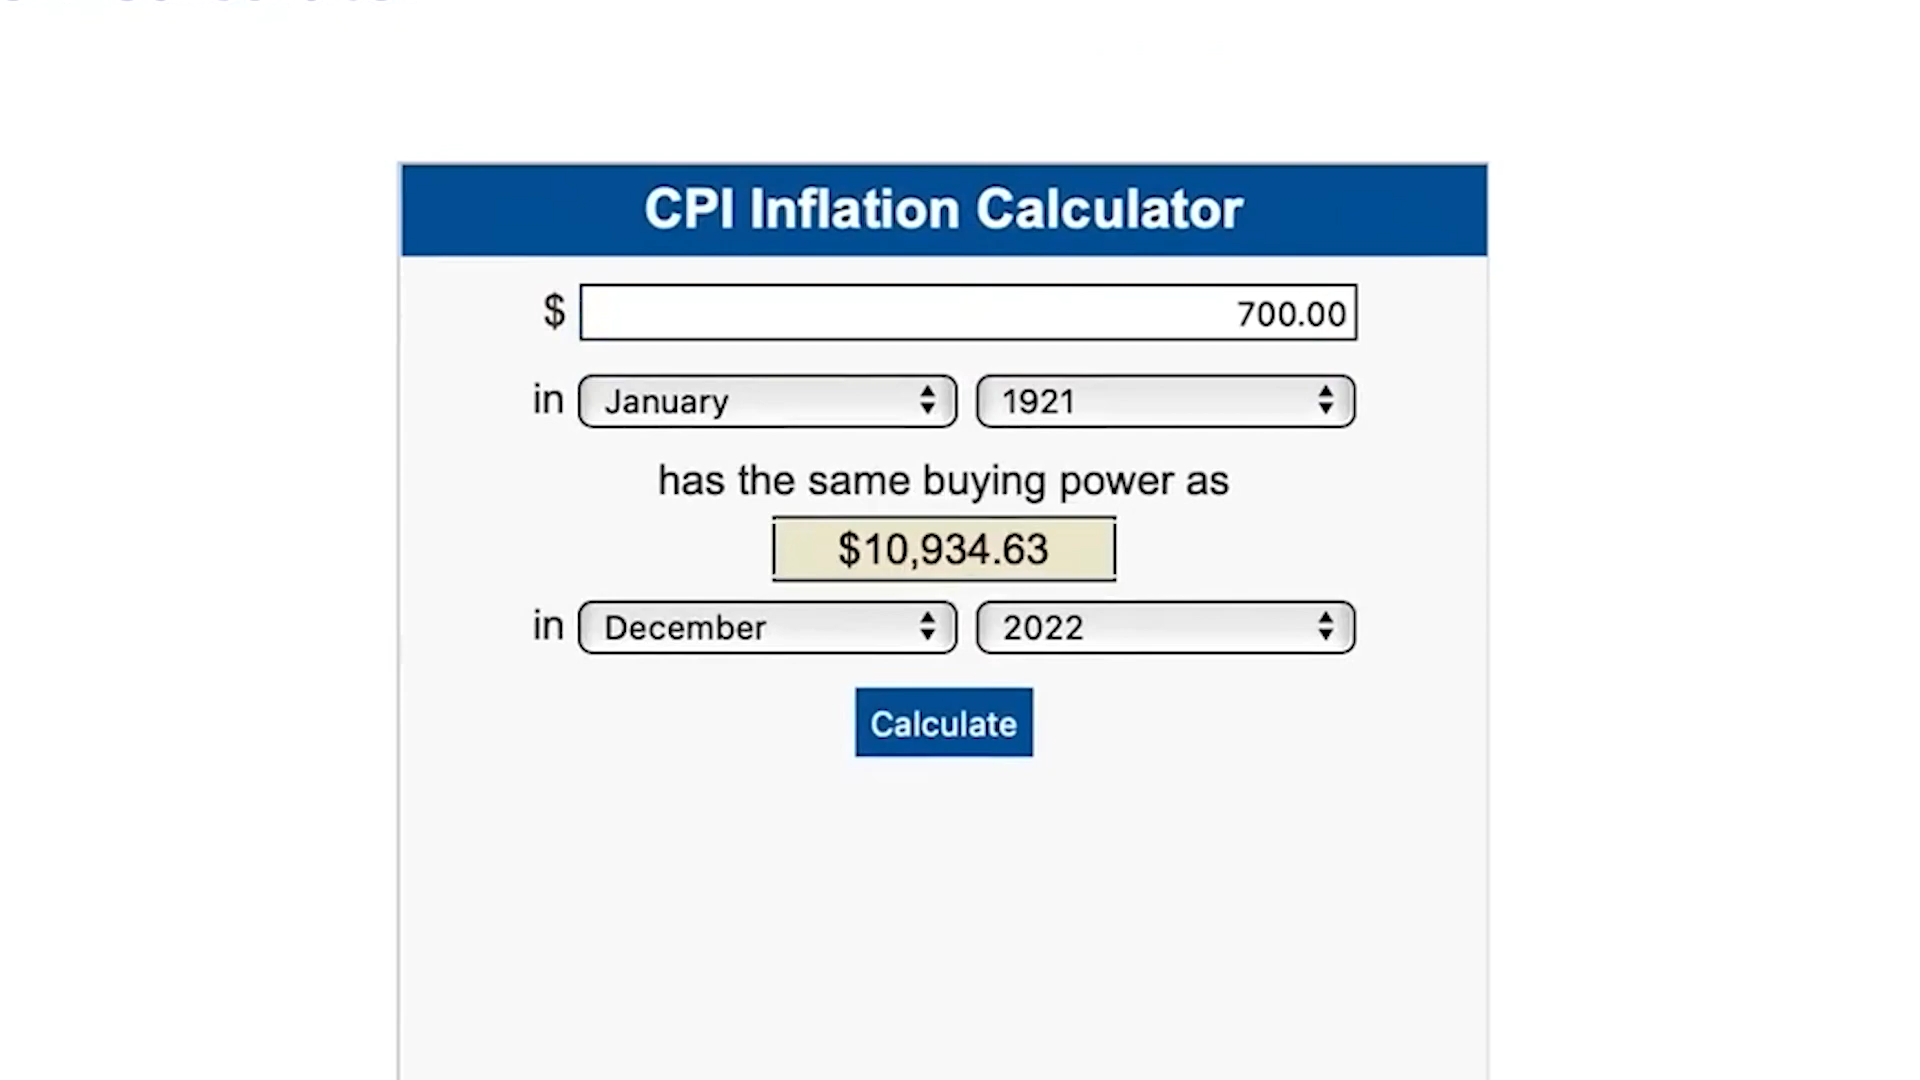 CPI Inflation Calculator
$ 700.00
in January 1921
has the same buying power as
$10,934.63
in December 2022
Calculate